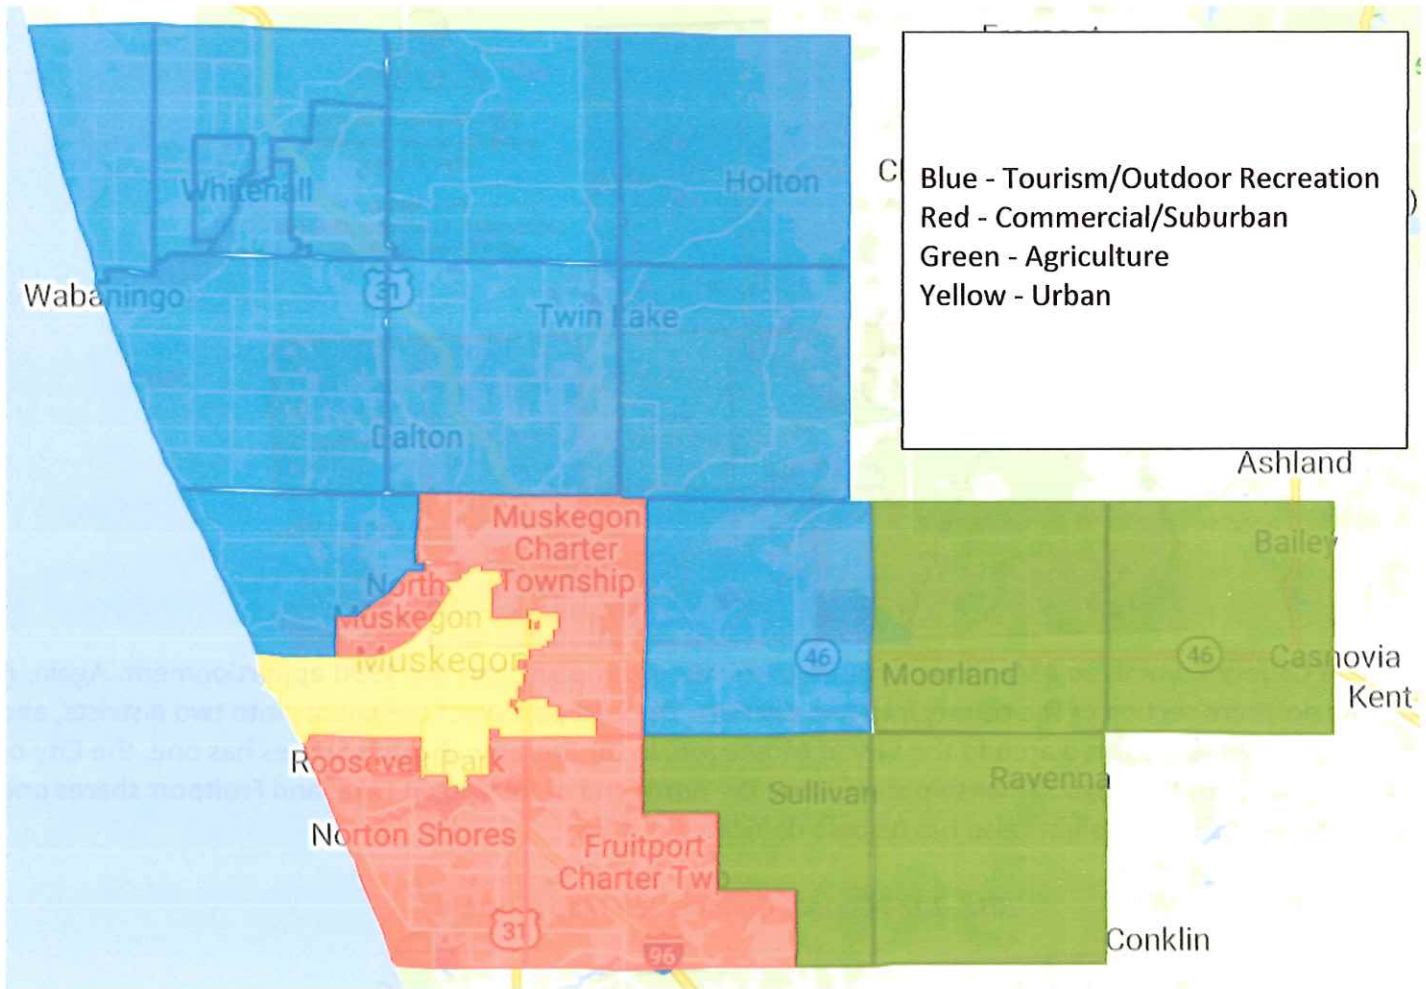 Blue - Tourism/Outdoor Recreation
Red - Commercial/Suburban
Green - Agriculture
Yellow - Urban
Whitehall
Holton
Wabaningo
31
Twin Lake
Dalton
Ashland
Muskegon
Charter
Township
Bailey
North
Muskegon
Muskegon
46
Moorland
46
Casnovia
Kent
Roosevelt Park
Sullivan
Ravenna
Norton Shores
Fruitport
Charter Twp
31
96
Conklin